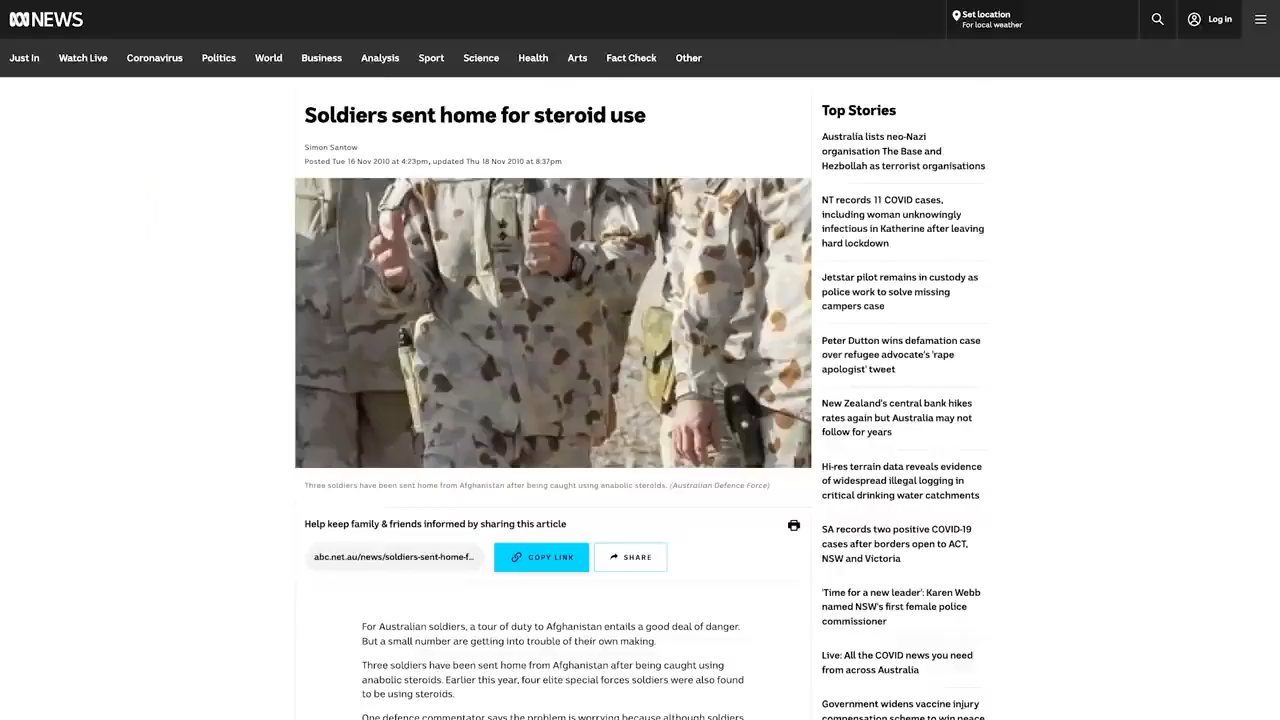 NEWS
Set location
For local weather
Log In
Just In
Watch Live
Coronavirus
Politics
World
Business
Analysis
Sport
Science
Health
Arts
Fact Check
Other
Soldiers sent home for steroid use
Simon Santow
Posted Tue 16 Nov 2010 at 4:23pm, updated Thu 18 Nov 2010 at 8:37pm
Three soldiers have been sent home from Afghanistan after being caught using anabolic steroids. (Australian Defence Force)
Help keep family & friends informed by sharing this article
abc.net.au/news/soldiers-sent-home-f...
COPY LINK
SHARE
For Australian soldiers, a tour of duty to Afghanistan entails a good deal of danger.
But a small number are getting into trouble of their own making.
Three soldiers have been sent home from Afghanistan after being caught using
anabolic steroids. Earlier this year, four elite special forces soldiers were also found
to be using steroids.
One defence commentator says the problem is worrying because although soldiers
Top Stories
Australia lists neo-Nazi
organisation The Base and
Hezbollah as terrorist organisations
NT records 11 COVID cases,
including woman unknowingly
infectious in Katherine after leaving
hard lockdown
Jetstar pilot remains in custody as
police work to solve missing
campers case
Peter Dutton wins defamation case
over refugee advocate's 'rape
apologist' tweet
New Zealand's central bank hikes
rates again but Australia may not
follow for years
Hi-res terrain data reveals evidence
of widespread illegal logging in
critical drinking water catchments
SA records two positive COVID-19
cases after borders open to ACT,
NSW and Victoria
'Time for a new leader': Karen Webb
named NSW's first female police
commissioner
Live: All the COVID news you need
from across Australia
Government widens vaccine injury
compensation scheme to win peace